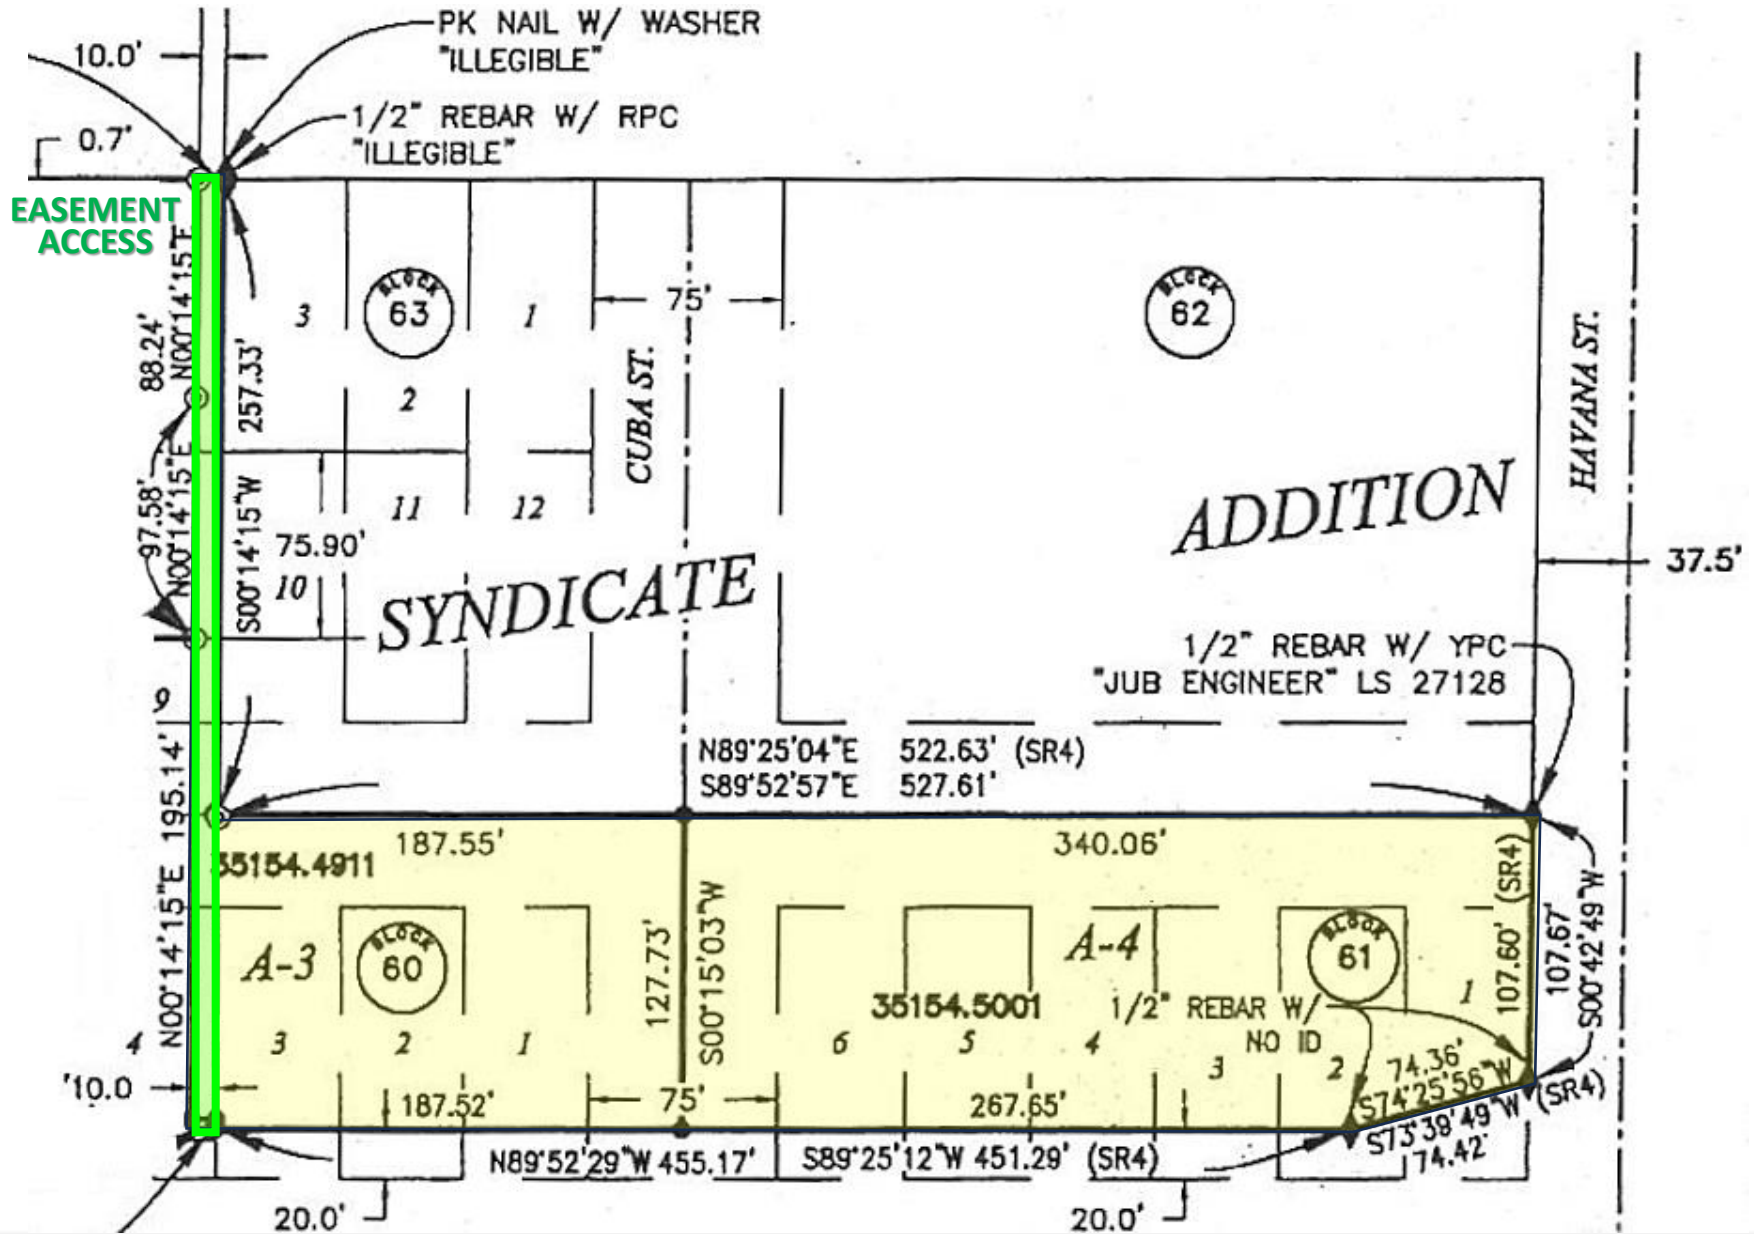 PK NAIL W/ WASHER
"ILLEGIBLE"
10.0'
1/2" REBAR W/ RPC
"ILLEGIBLE"
0.7'
EASEMENT
ACCESS
N00°14'15"E
88.24'
257.33'
S00°14'15"W
97.58'
N00°14'15"E
3
BLOCK
63
1
2
75'
CUBA ST.
BLOCK
62
HAVANA ST.
11
12
75.90'
10
SYNDICATE
ADDITION
37.5'
1/2" REBAR W/ YPC
"JUB ENGINEER" LS 27128
9
N89°25'04"E 522.63' (SR4)
S89°52'57"E 527.61'
N00°14'15"E 195.14'
187.55'
340.06'
35154.4911
A-3
BLOCK
60
127.73'
S00°15'03"W
A-4
BLOCK
61
107.60' (SR4)
107.67'
S00°42'49"W
35154.5001
1/2" REBAR W/
NO ID
1
4
3
2
1
6
5
4
3
2
74.36'
S74°25'56"W (SR4)
S73°38'49"W
74.42'
'10.0
187.52'
75'
267.65'
N89°52'29"W 455.17'
S89°25'12"W 451.29' (SR4)
20.0'
20.0'